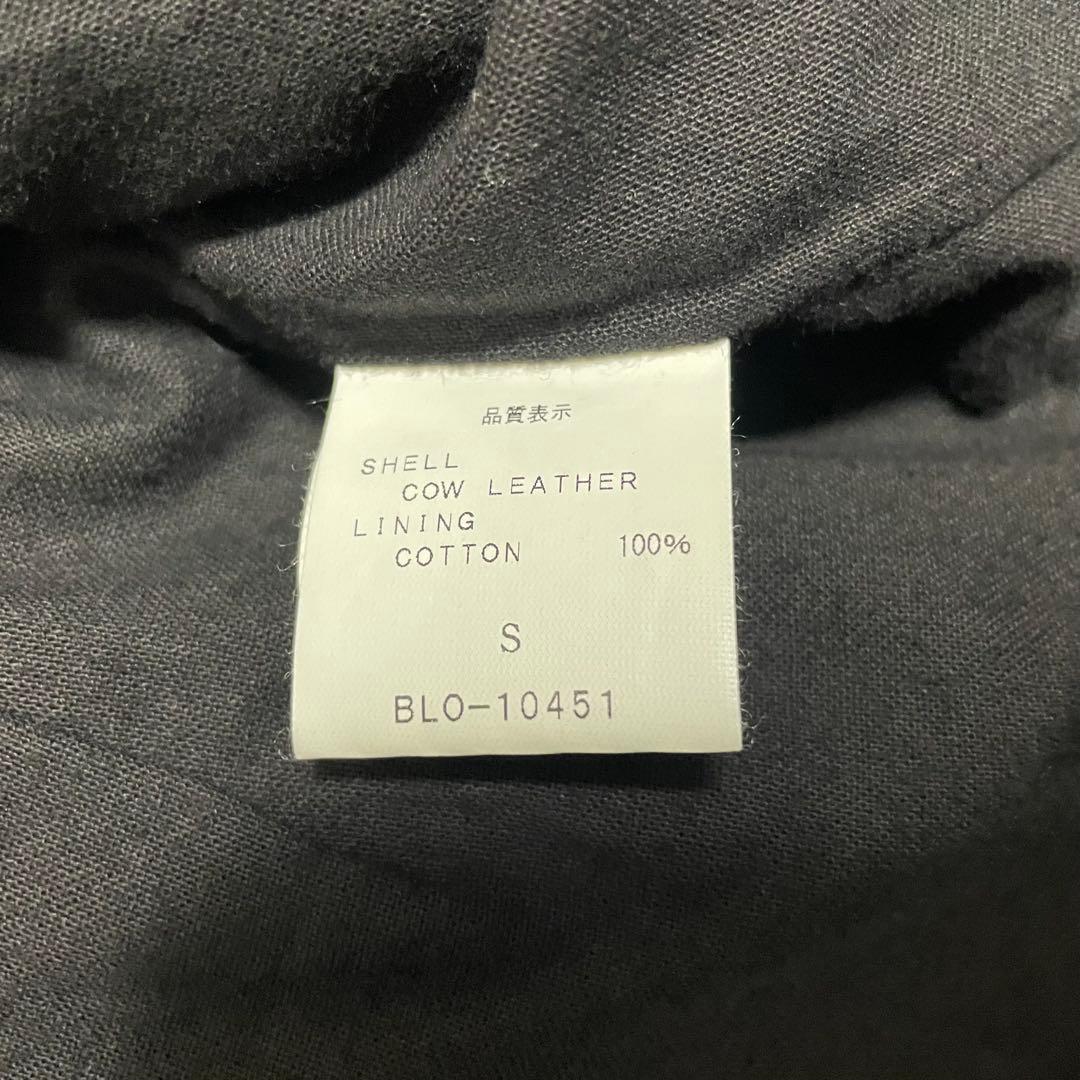 品質表示
SHELL
COW LEATHER
LINING
COTTON 100%
S
BLO-10451